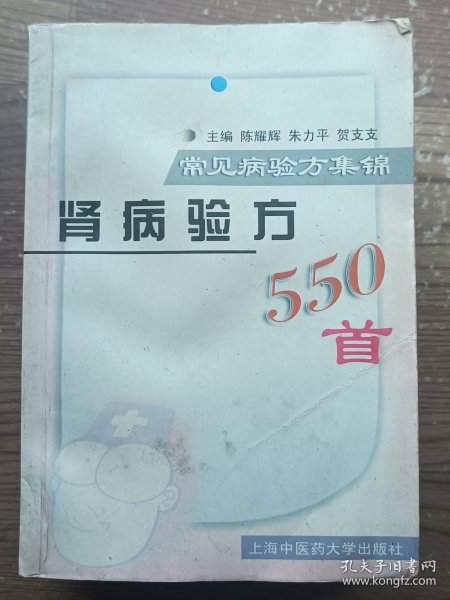 主编 陈耀辉 朱力平 贺支支
常见病验方集锦
肾病验方
550
首
上海中医药大学出版社
孔夫子旧书网
www.kongfz.com